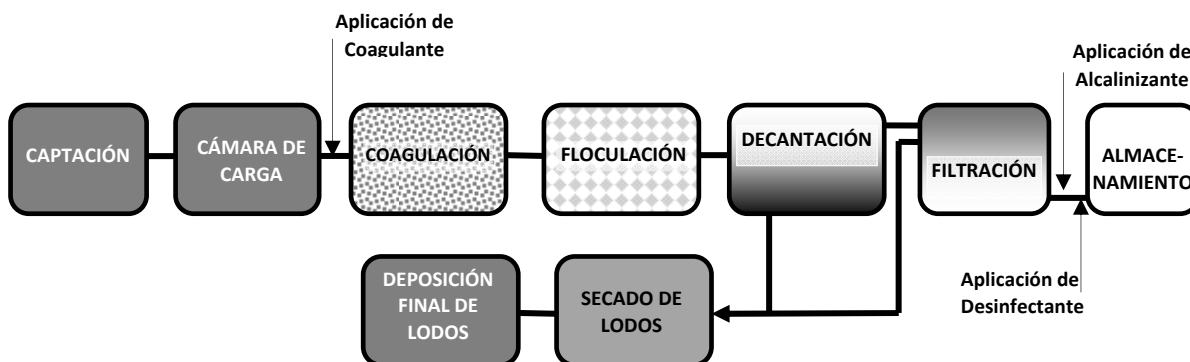 Aplicación de
Coagulante
Aplicación de
Alcalinizante
CAPTACIÓN
CÁMARA DE
CARGA
COAGULACIÓN
FLOCULACIÓN
DECANTACIÓN
FILTRACIÓN
ALMACE-
NAMIENTO
DEPOSICIÓN
FINAL DE
LODOS
SECADO DE
LODOS
Aplicación de
Desinfectante